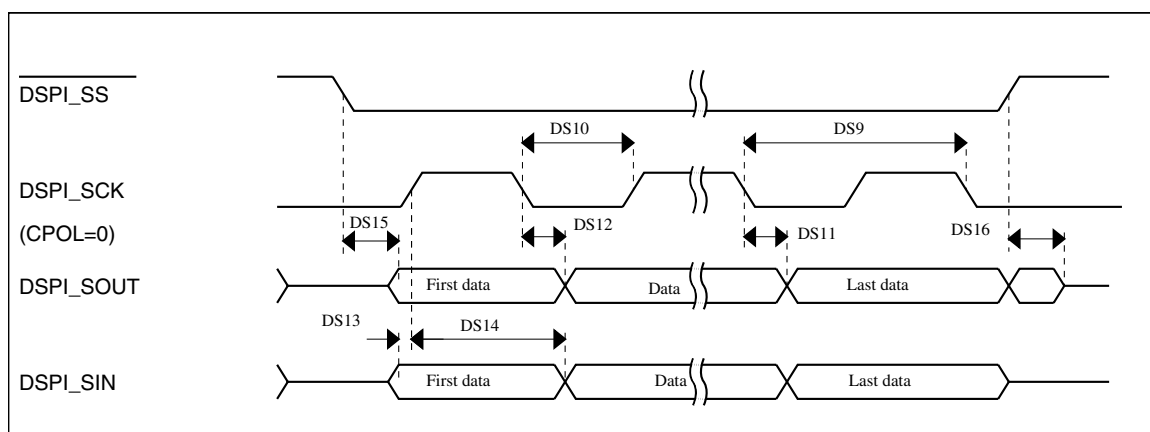 DSPI_SS
DS10
DS9
DSPI_SCK
(CPOL=0)
DS15
DS12
DS11
DS16
DSPI_SOUT
First data
Data
Last data
DS13
DS14
DSPI_SIN
First data
Data
Last data